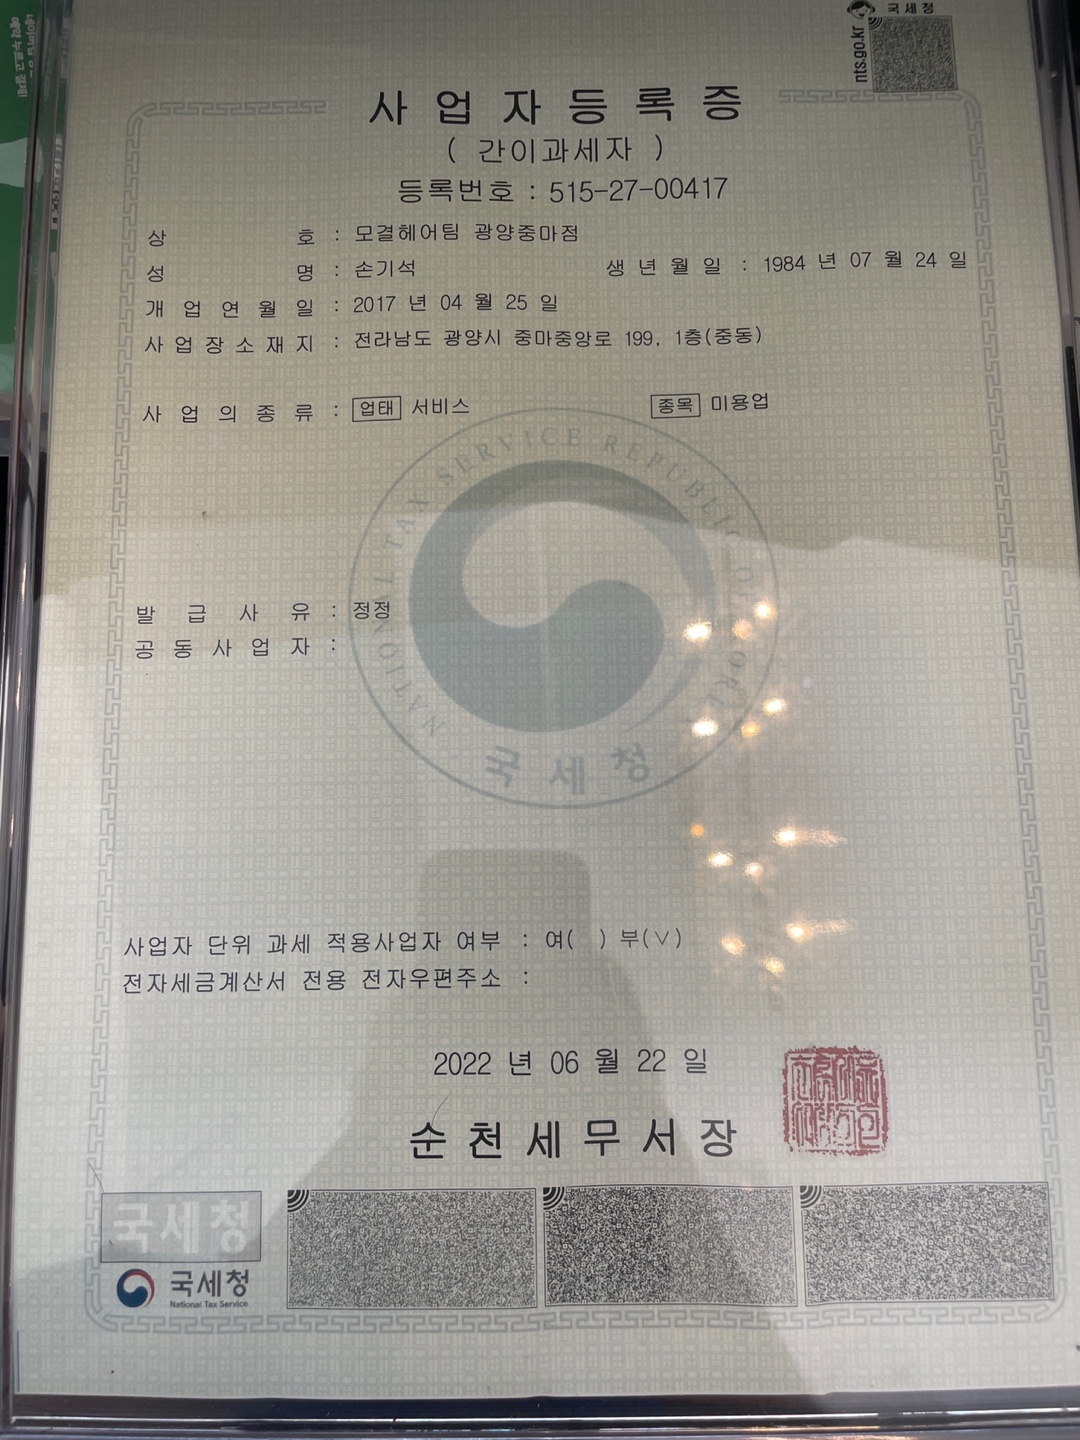 국세청
nts.go.kr
사업자등록증
( 간이과세자 )
등록번호 : 515-27-00417
상 호 : 모결헤어팀 광양중마점
성 명 : 손기석 생 년 월 일 : 1984 년 07 월 24 일
개 업 연 월 일 : 2017 년 04 월 25 일
사 업 장 소 재 지 : 전라남도 광양시 중마중앙로 199, 1층(중동)
사 업 의 종 류 : 업태 서비스 종목 미용업
NATIONAL TAX SERVICE REPUBLIC OF KOREA
국세청
발 급 사 유 : 정정
공 동 사 업 자 :
사업자 단위 과세 적용사업자 여부 : 여( ) 부(∨)
전자세금계산서 전용 전자우편주소 :
2022 년 06 월 22 일
순천세무서장
국세청
국세청
National Tax Service